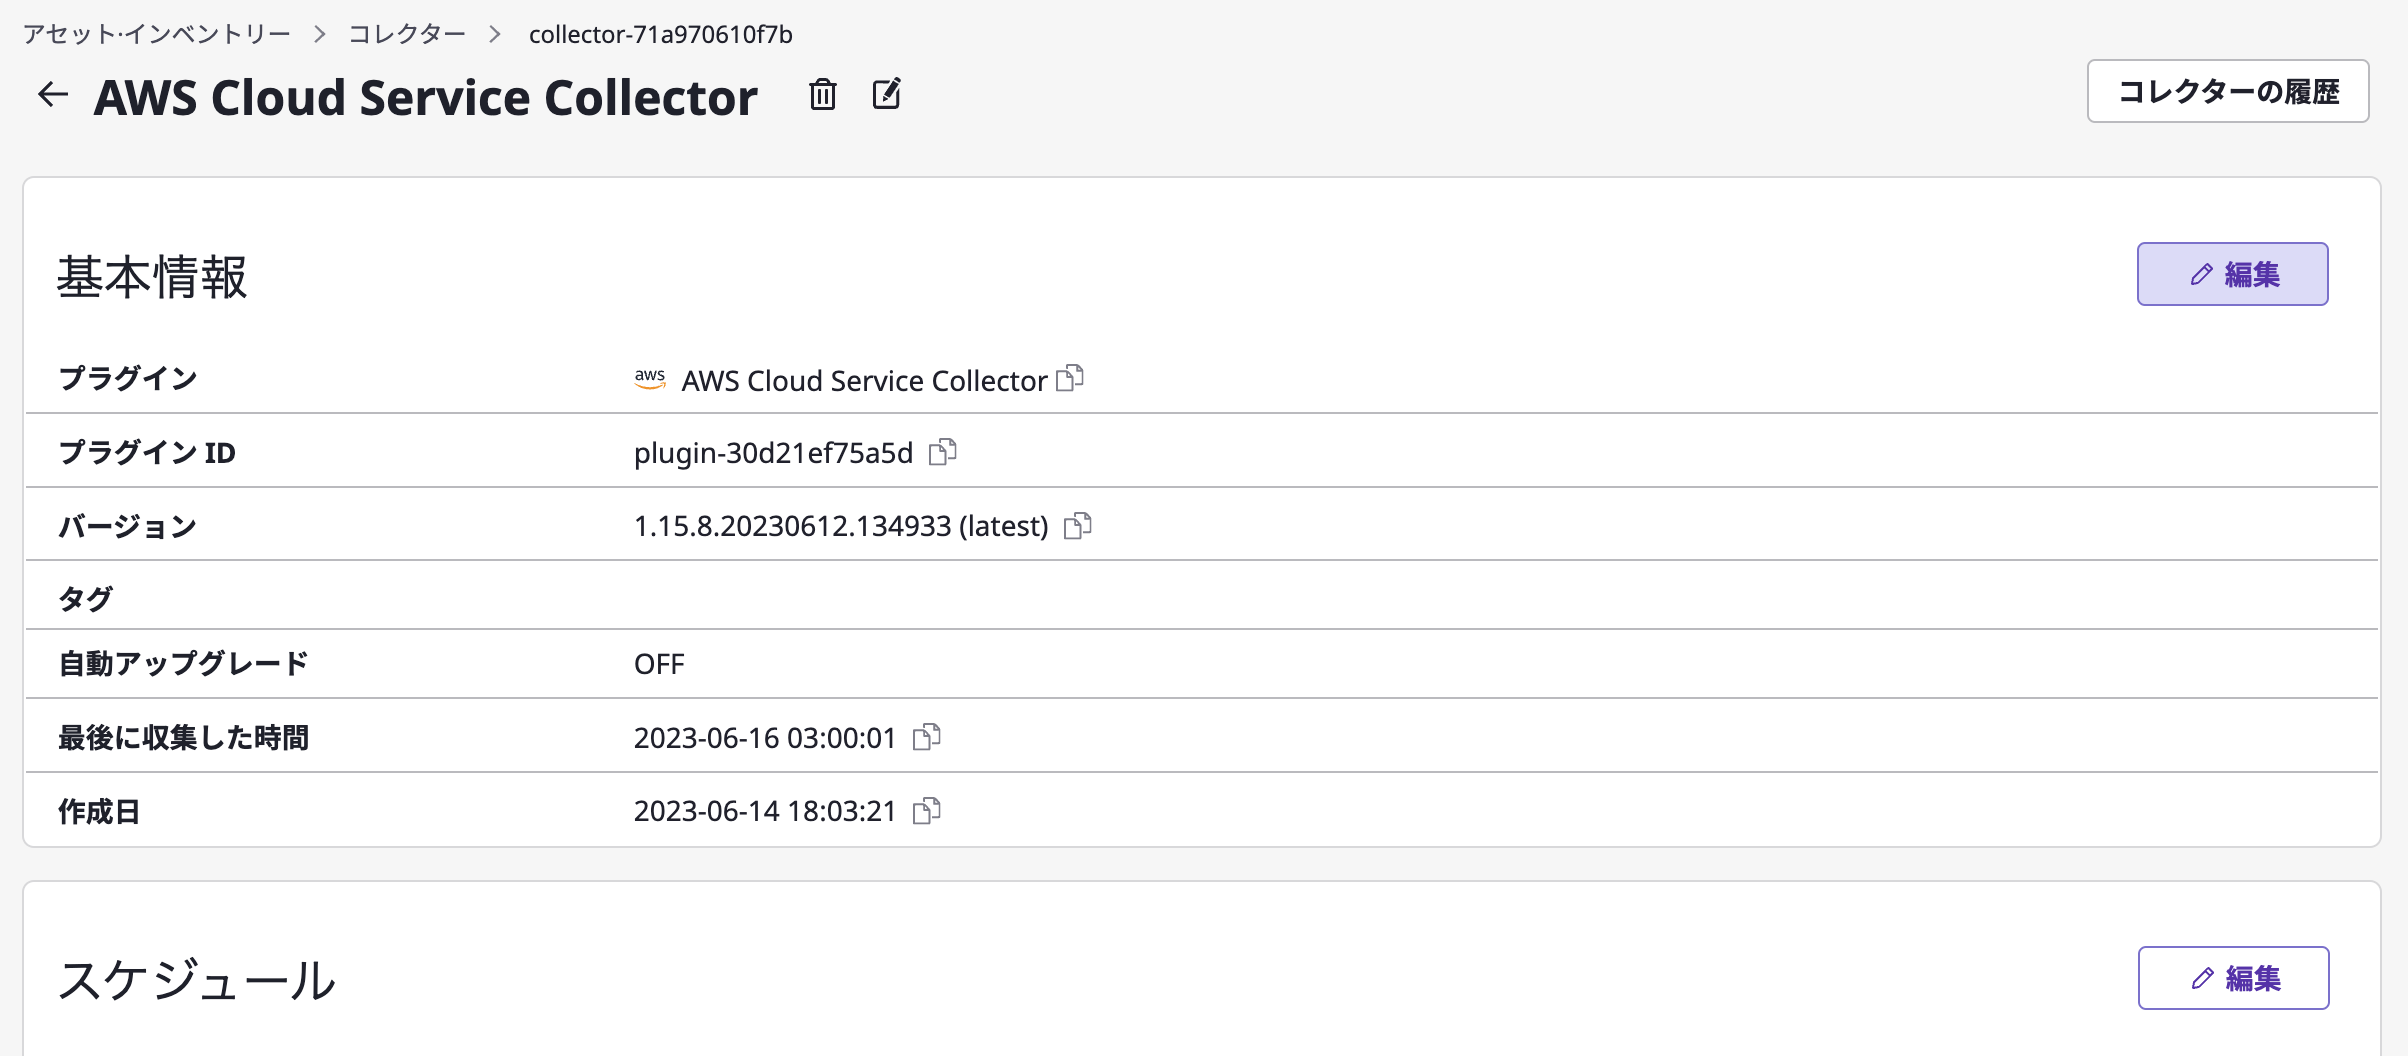 アセット·インベントリー > コレクター > collector-71a970610f7b
AWS Cloud Service Collector
コレクターの履歴
基本情報
編集
プラグイン aws AWS Cloud Service Collector
プラグイン ID plugin-30d21ef75a5d
バージョン 1.15.8.20230612.134933 (latest)
タグ
自動アップグレード OFF
最後に収集した時間 2023-06-16 03:00:01
作成日 2023-06-14 18:03:21
スケジュール
編集